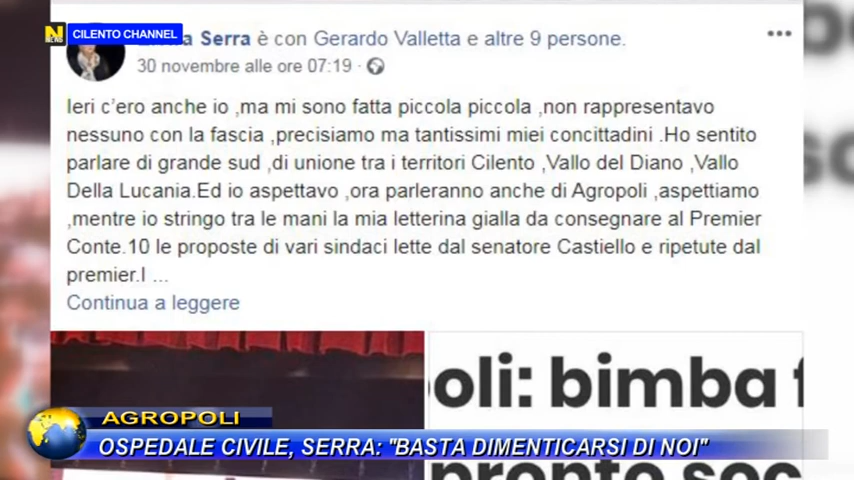 CILENTO CHANNEL
Serra è con Gerardo Valletta e altre 9 persone.
30 novembre alle ore 07:19 ·
Ieri c'ero anche io ,ma mi sono fatta piccola piccola ,non rappresentavo
nessuno con la fascia ,precisiamo ma tantissimi miei concittadini .Ho sentito
parlare di grande sud ,di unione tra i territori Cilento ,Vallo del Diano ,Vallo
Della Lucania.Ed io aspettavo ,ora parleranno anche di Agropoli ,aspettiamo
,mentre io stringo tra le mani la mia letterina gialla da consegnare al Premier
Conte.10 le proposte di vari sindaci lette dal senatore Castiello e ripetute dal
premier.I ...
Continua a leggere
oli: bimba f
pronto soc
AGROPOLI
OSPEDALE CIVILE, SERRA: "BASTA DIMENTICARSI DI NOI"